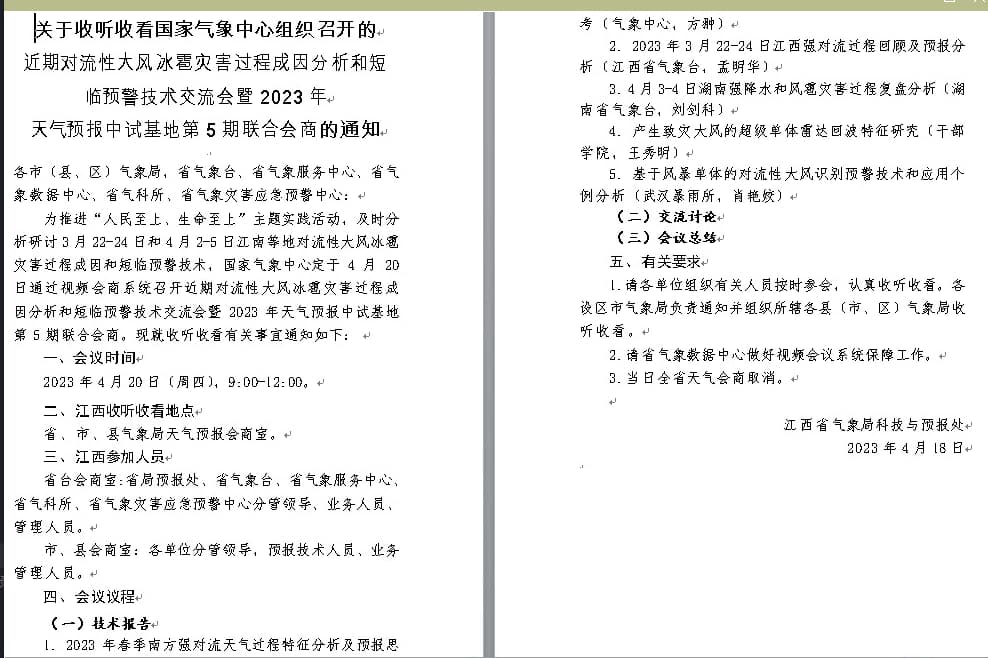 关于收听收看国家气象中心组织召开的
近期对流性大风冰雹灾害过程成因分析和短
临预警技术交流会暨 2023 年
天气预报中试基地第 5 期联合会商的通知
各市（县、区）气象局，省气象台、省气象服务中心、省气
象数据中心、省气科所、省气象灾害应急预警中心：
为推进“人民至上、生命至上”主题实践活动，及时分
析研讨 3 月 22-24 日和 4 月 2-5 日江南等地对流性大风冰雹
灾害过程成因和短临预警技术，国家气象中心定于 4 月 20
日通过视频会商系统召开近期对流性大风冰雹灾害过程成
因分析和短临预警技术交流会暨 2023 年天气预报中试基地
第 5 期联合会商。现就收听收看有关事宜通知如下：
一、会议时间
2023 年 4 月 20 日（周四），9:00-12:00。
二、江西收听收看地点
省、市、县气象局天气预报会商室。
三、江西参加人员
省台会商室:省局预报处、省气象台、省气象服务中心、
省气科所、省气象灾害应急预警中心分管领导、业务人员、
管理人员。
市、县会商室：各单位分管领导，预报技术人员、业务
管理人员。
四、会议议程
（一）技术报告
1. 2023 年春季南方强对流天气过程特征分析及预报思
考（气象中心，方翀）
2. 2023 年 3 月 22-24 日江西强对流过程回顾及预报分
析（江西省气象台，孟明华）
3. 4 月 3-4 日湖南强降水和风雹灾害过程复盘分析（湖
南省气象台，刘剑科）
4. 产生致灾大风的超级单体雷达回波特征研究（干部
学院，王秀明）
5. 基于风暴单体的对流性大风识别预警技术和应用个
例分析（武汉暴雨所，肖艳姣）
（二）交流讨论
（三）会议总结
五、有关要求
1.请各单位组织有关人员按时参会，认真收听收看。各
设区市气象局负责通知并组织所辖各县（市、区）气象局收
听收看。
2.请省气象数据中心做好视频会议系统保障工作。
3.当日全省天气会商取消。
江西省气象局科技与预报处
2023 年 4 月 18 日